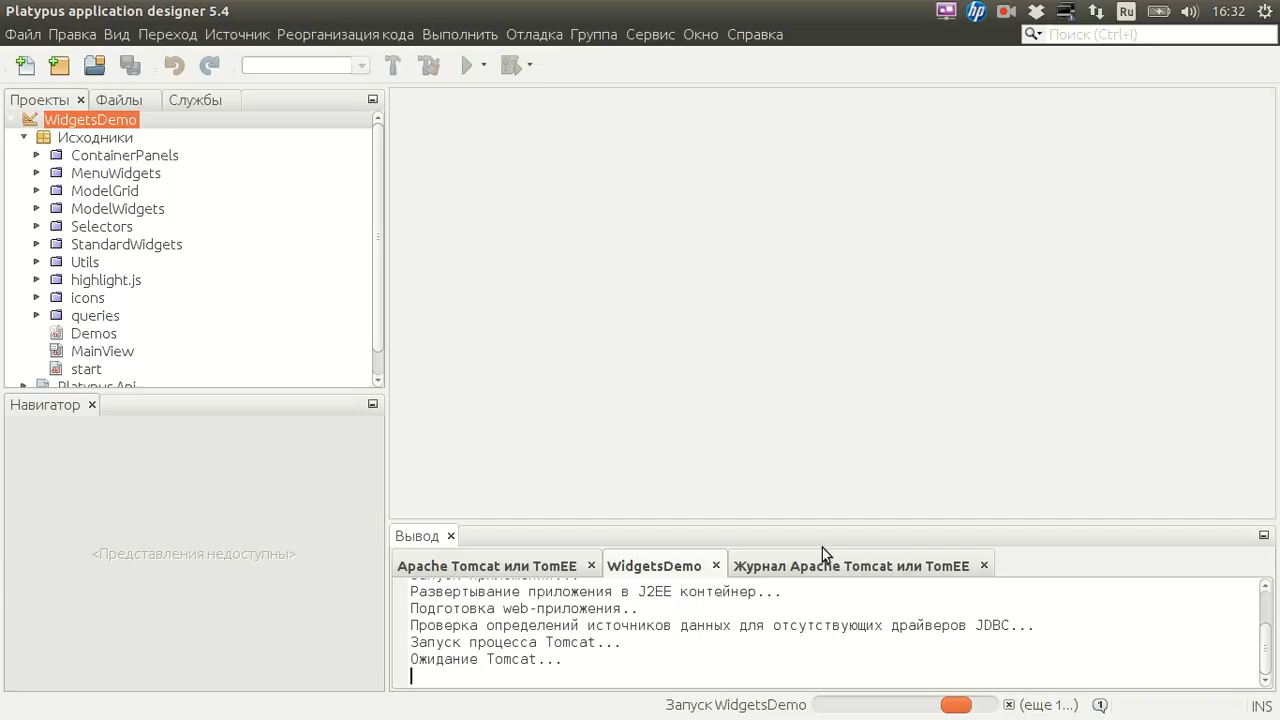 Platypus application designer 5.4
Ru
16:32
Файл Правка Вид Переход Источник Реорганизация кода Выполнить Отладка Группа Сервис Окно Справка
Поиск (Ctrl+I)
Проекты Файлы Службы
WidgetsDemo
Исходники
ContainerPanels
MenuWidgets
ModelGrid
ModelWidgets
Selectors
StandardWidgets
Utils
highlight.js
icons
queries
Demos
MainView
start
Platypus Api
Навигатор
<Представления недоступны>
Вывод
Apache Tomcat или TomEE WidgetsDemo Журнал Apache Tomcat или TomEE
Запуск приложения...
Развертывание приложения в J2EE контейнер...
Подготовка web-приложения..
Проверка определений источников данных для отсутствующих драйверов JDBC...
Запуск процесса Tomcat...
Ожидание Tomcat...
Запуск WidgetsDemo (еще 1...) INS